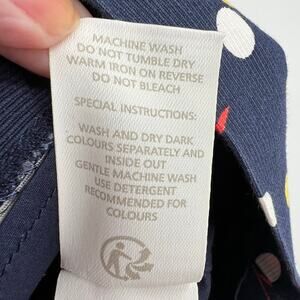 MACHINE WASH
DO NOT TUMBLE DRY
WARM IRON ON REVERSE
DO NOT BLEACH
SPECIAL INSTRUCTIONS:
WASH AND DRY DARK
COLOURS SEPARATELY AND
INSIDE OUT
GENTLE MACHINE WASH
USE DETERGENT
RECOMMENDED FOR
COLOURS